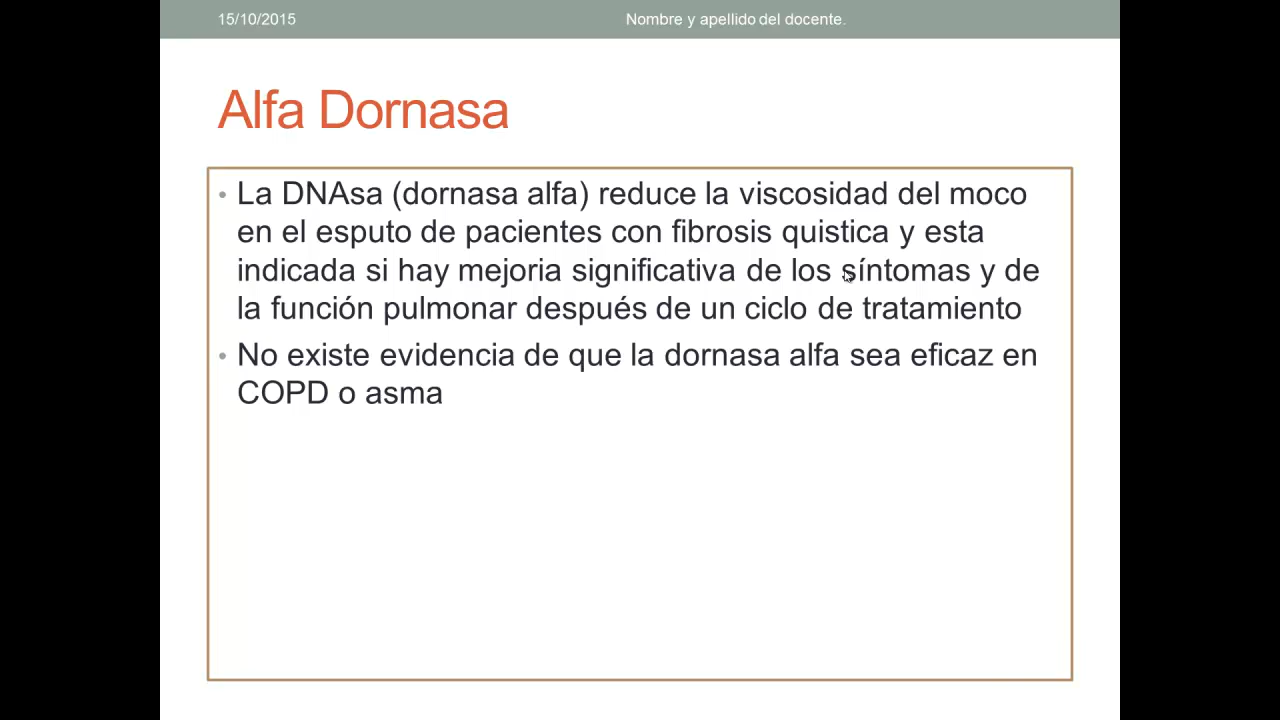 15/10/2015
Nombre y apellido del docente.
Alfa Dornasa
• La DNAsa (dornasa alfa) reduce la viscosidad del moco
en el esputo de pacientes con fibrosis quistica y esta
indicada si hay mejoria significativa de los síntomas y de
la función pulmonar después de un ciclo de tratamiento
• No existe evidencia de que la dornasa alfa sea eficaz en
COPD o asma